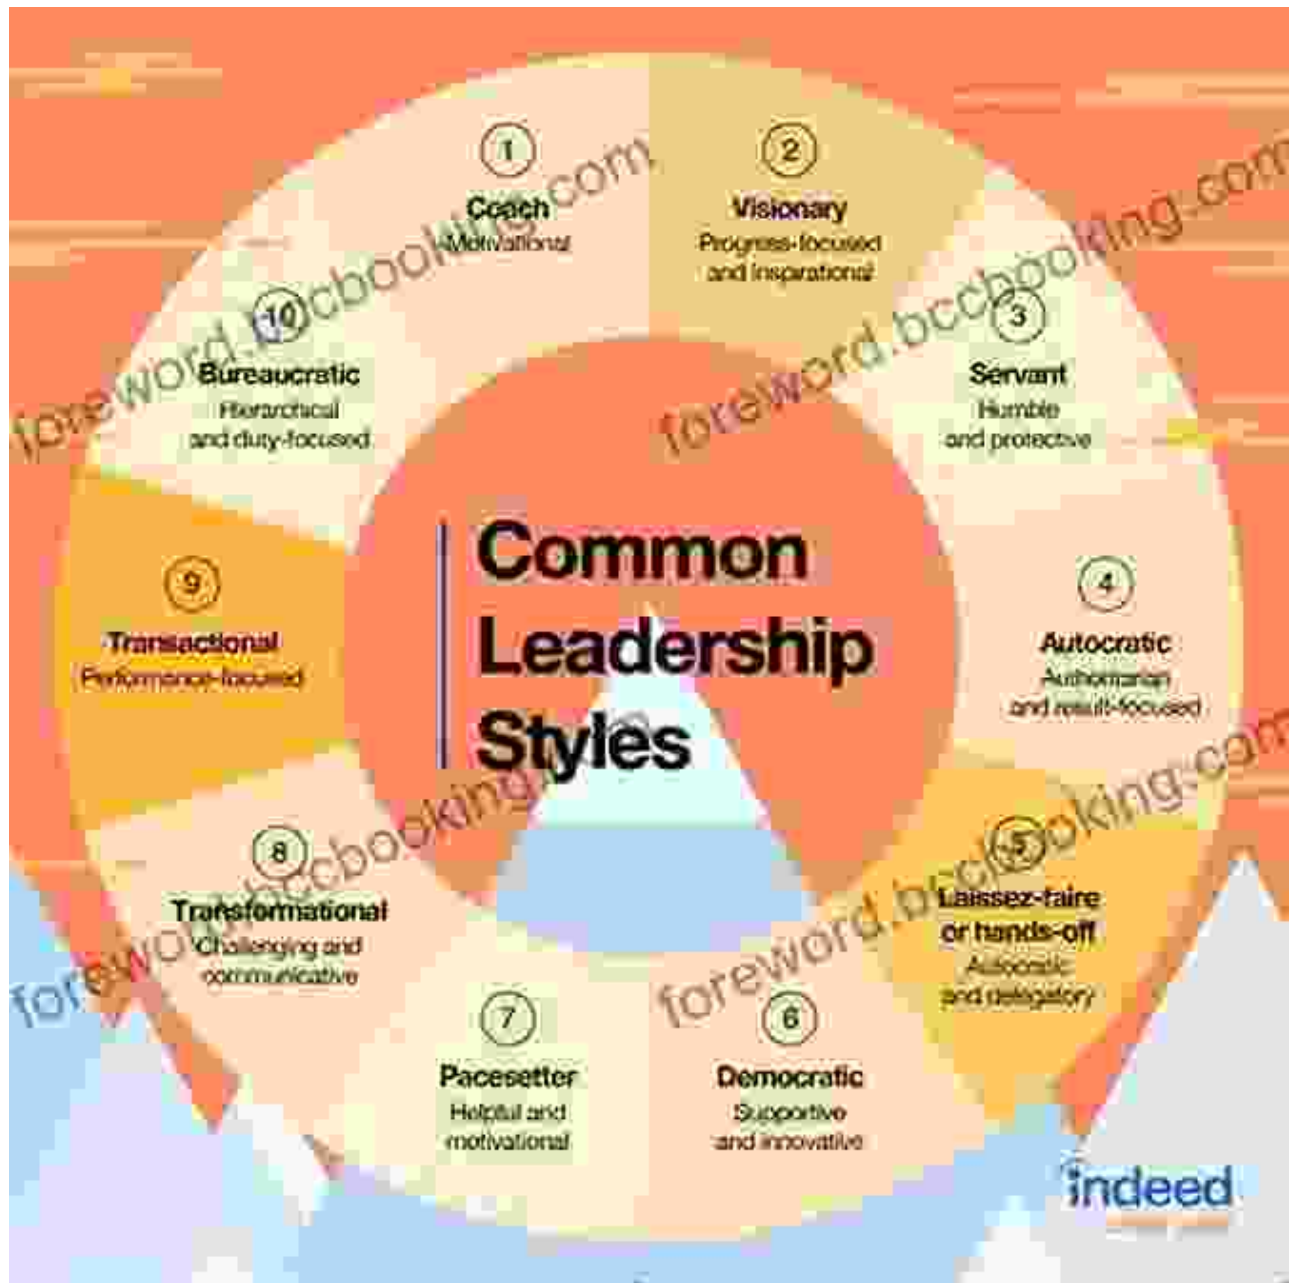 Common
Leadership
Styles
1
Coach
Motivational
2
Visionary
Progress-focused
and inspirational
3
Servant
Humble
and protective
4
Autocratic
Authoritarian
and result-focused
5
Laissez-faire
or hands-off
Autocratic
and delegatory
6
Democratic
Supportive
and innovative
7
Pacesetter
Helpful and
motivational
8
Transformational
Challenging and
communicative
9
Transactional
Performance-focused
10
Bureaucratic
Hierarchical
and duty-focused
indeed
foreword.bccbooking.com
foreword.bccbooking.com
foreword.bccbooking.com
foreword.bccbooking.com